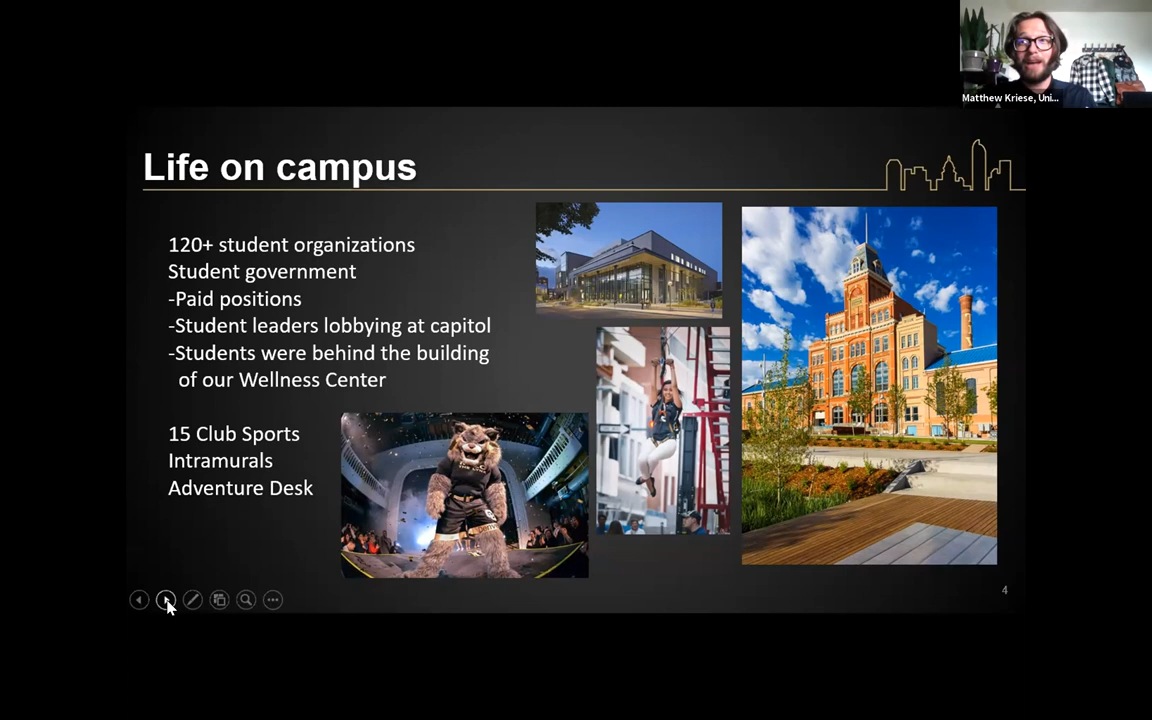 Matthew Kriese, Uni...
Life on campus
120+ student organizations
Student government
-Paid positions
-Student leaders lobbying at capitol
-Students were behind the building
of our Wellness Center
15 Club Sports
Intramurals
Adventure Desk
4